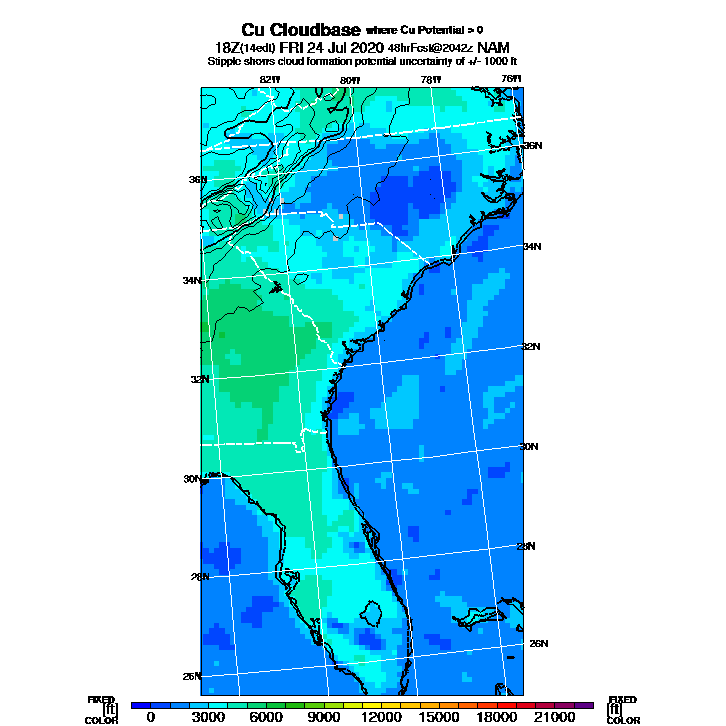 Cu Cloudbase where Cu Potential > 0
18Z(14edt) FRI 24 Jul 2020 48hrFcst@2042z NAM
Stipple shows cloud formation potential uncertainty of +/- 1000 ft
82W 80W 78W 76W
36N 36N
34N 34N
32N 32N
30N 30N
28N 28N
26N 26N
FIXED [ft] COLOR 0 3000 6000 9000 12000 15000 18000 21000 FIXED [ft] COLOR